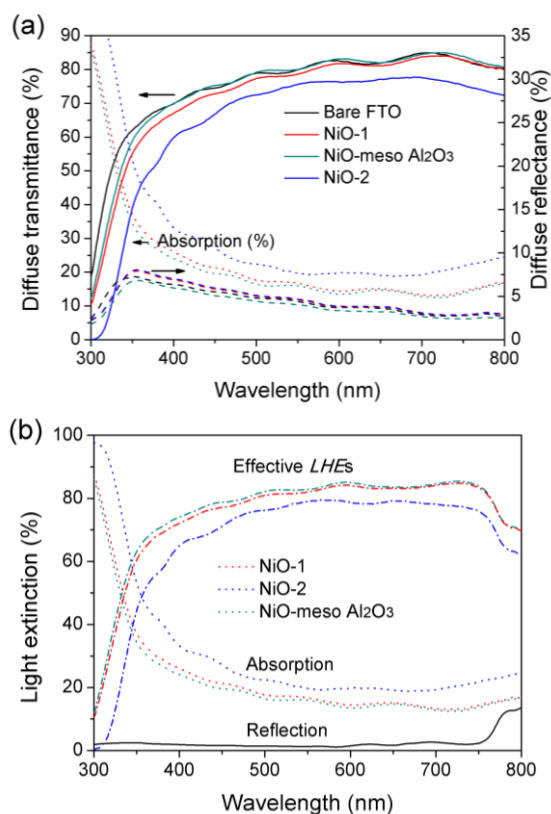 (a)
90
80
70
60
50
40
30
20
10
0
Diffuse transmittance (%)
35
30
25
20
15
10
5
0
Diffuse reflectance (%)
Bare FTO
NiO-1
NiO-meso Al2O3
NiO-2
Absorption (%)
300 400 500 600 700 800
Wavelength (nm)
(b)
100
80
60
40
20
0
Light extinction (%)
Effective LHEs
NiO-1
NiO-2
NiO-meso Al2O3
Absorption
Reflection
300 400 500 600 700 800
Wavelength (nm)